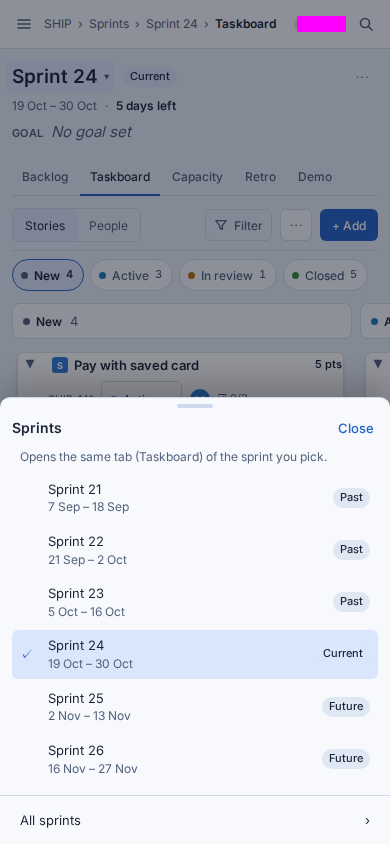 SHIP › Sprints › Sprint 24 › Taskboard
Sprint 24 ▾ Current ...
19 Oct – 30 Oct · 5 days left
GOAL No goal set
Backlog Taskboard Capacity Retro Demo
Stories People Filter ... + Add
New 4 Active 3 In review 1 Closed 5
New 4
S Pay with saved card 5 pts
Sprints Close
Opens the same tab (Taskboard) of the sprint you pick.
Sprint 21
7 Sep – 18 Sep
Past
Sprint 22
21 Sep – 2 Oct
Past
Sprint 23
5 Oct – 16 Oct
Past
✓ Sprint 24
19 Oct – 30 Oct
Current
Sprint 25
2 Nov – 13 Nov
Future
Sprint 26
16 Nov – 27 Nov
Future
All sprints ›